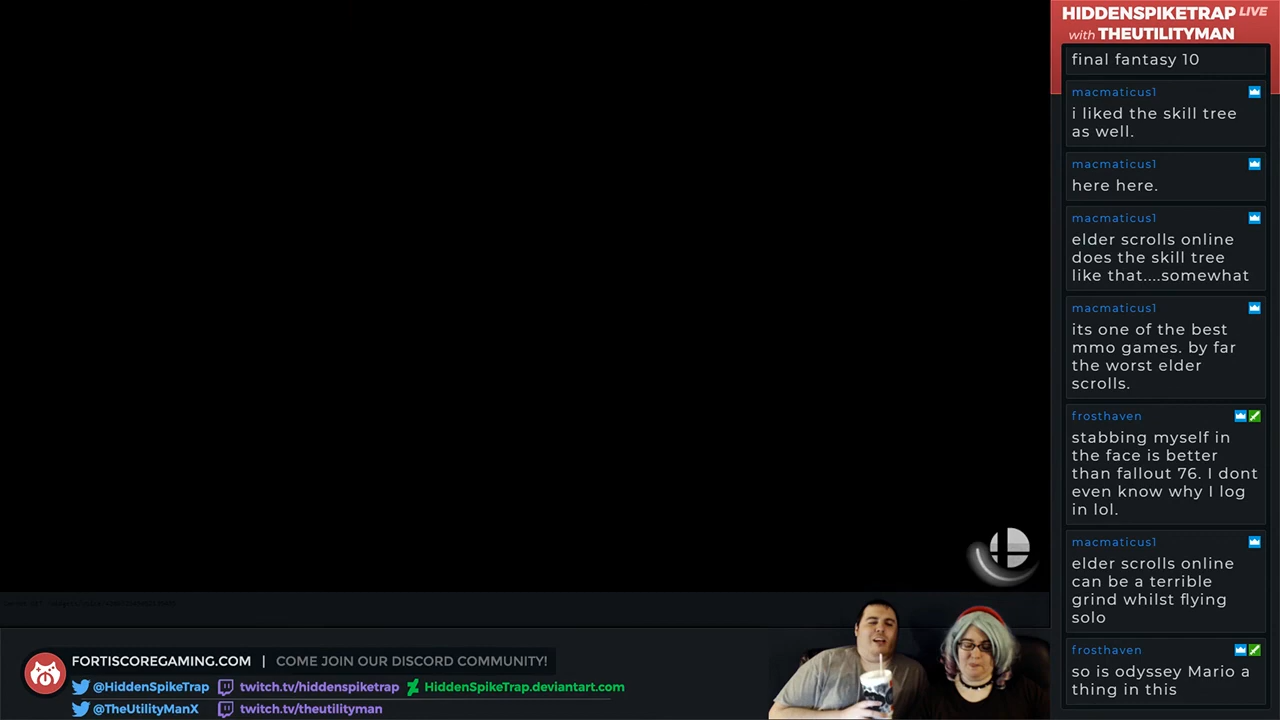 HIDDENSPIKETRAP LIVE
with THEUTILITYMAN
final fantasy 10
macmaticus1
i liked the skill tree
as well.
macmaticus1
here here.
macmaticus1
elder scrolls online
does the skill tree
like that....somewhat
macmaticus1
its one of the best
mmo games. by far
the worst elder
scrolls.
frosthaven
stabbing myself in
the face is better
than fallout 76. I dont
even know why I log
in lol.
macmaticus1
elder scrolls online
can be a terrible
grind whilst flying
solo
frosthaven
so is odyssey Mario a
thing in this
FORTISCOREGAMING.COM | COME JOIN OUR DISCORD COMMUNITY!
@HiddenSpikeTrap twitch.tv/hiddenspiketrap HiddenSpikeTrap.deviantart.com
@TheUtilityManX twitch.tv/theutilityman